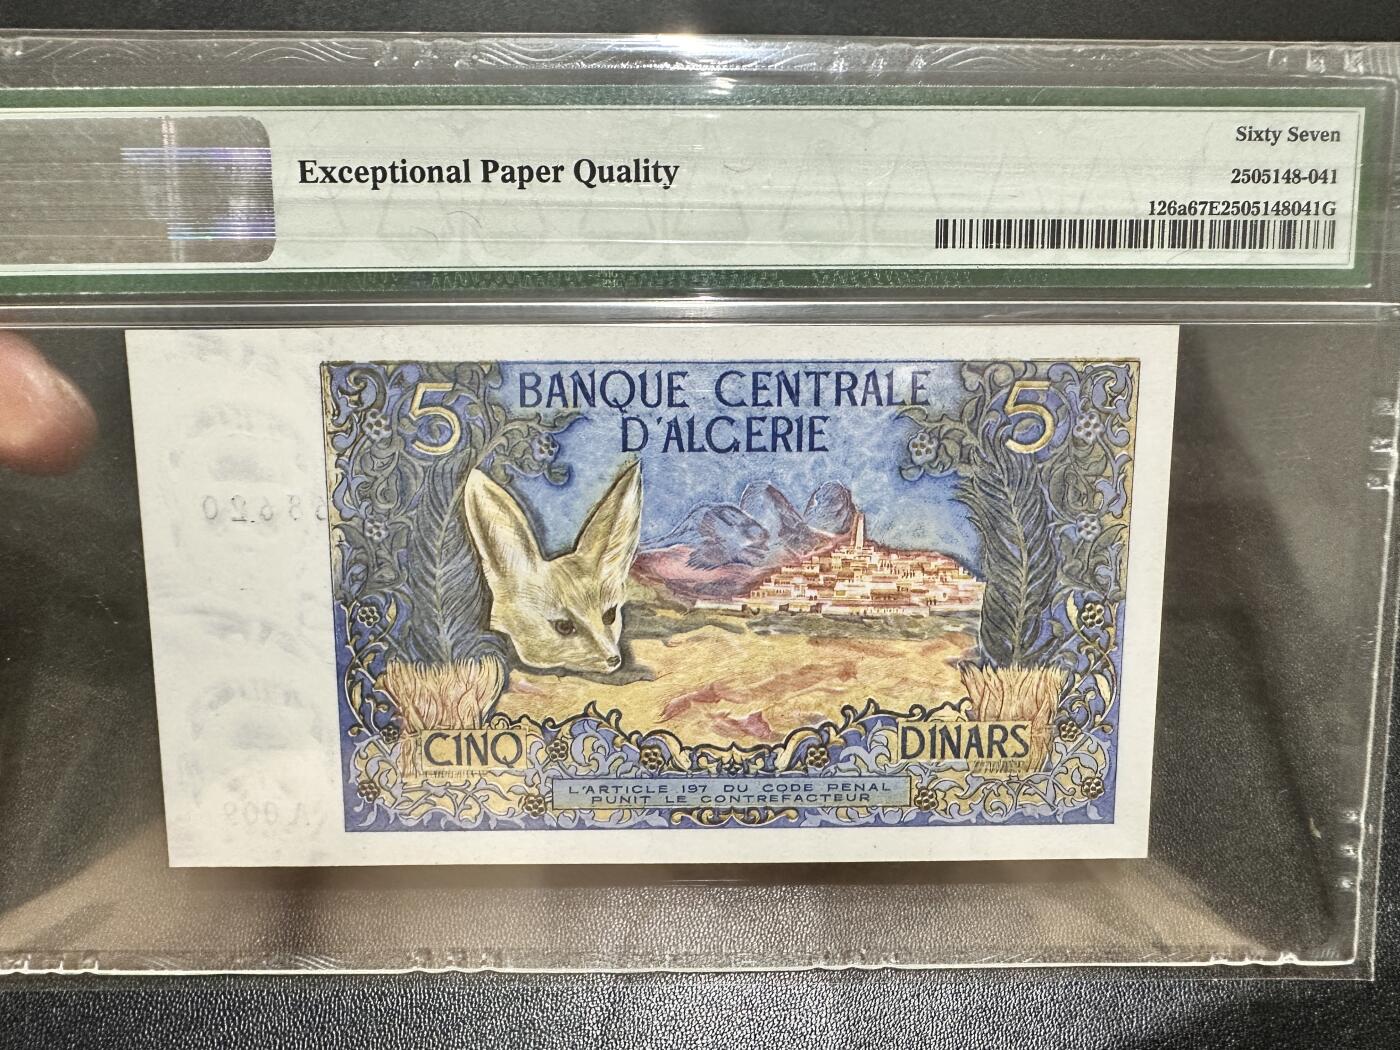 Sixty Seven
Exceptional Paper Quality
2505148-041
126a67E2505148041G
5 BANQUE CENTRALE 5
D'ALGERIE
CINQ
DINARS
L'ARTICLE 197 DU CODE PENAL
PUNIT LE CONTREFACTEUR